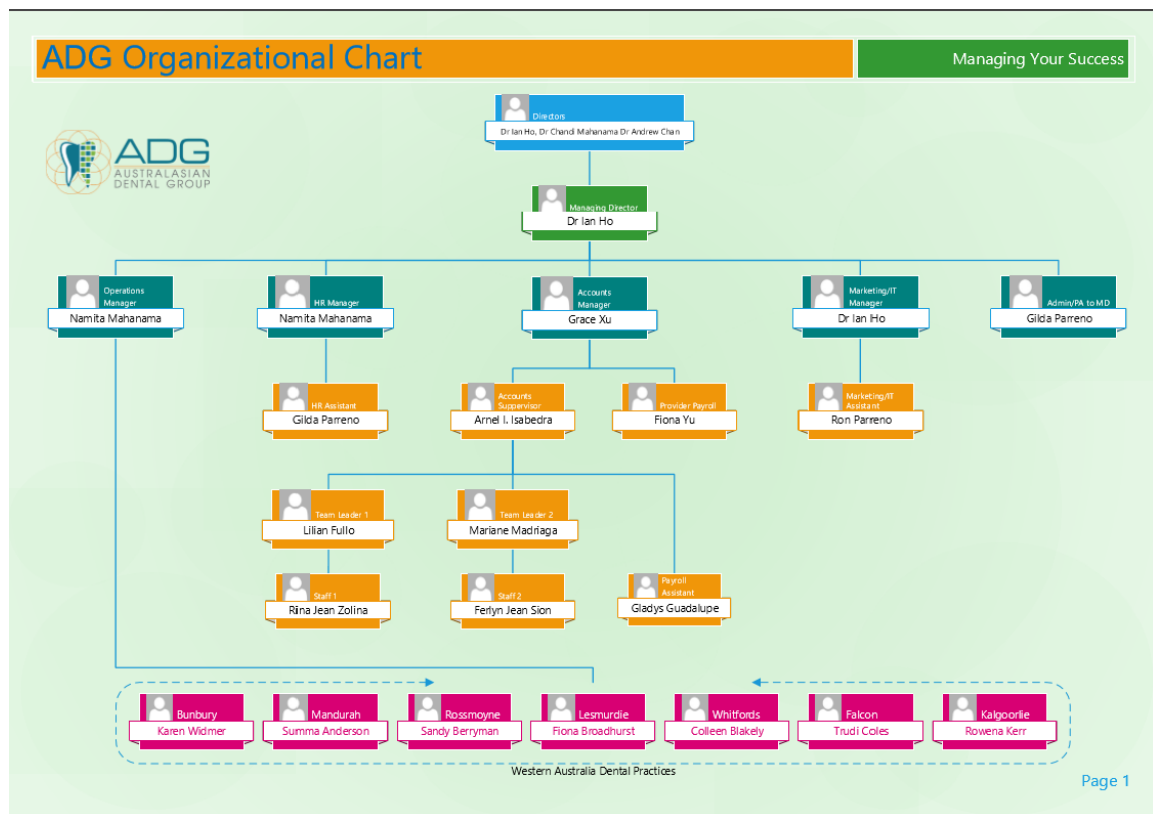 ADG Organizational Chart
Managing Your Success
ADG
AUSTRALASIAN
DENTAL GROUP
Directors
Dr Ian Ho, Dr Chandi Mahanama Dr Andrew Chan
Managing Director
Dr Ian Ho
Operations
Manager
Namita Mahanama
HR Manager
Namita Mahanama
Accounts
Manager
Grace Xu
Marketing/IT
Manager
Dr Ian Ho
Admin/PA to MD
Gilda Parreno
HR Assistant
Gilda Parreno
Accounts
Suppervisor
Arnel I. Isabedra
Provider Payroll
Fiona Yu
Marketing/IT
Assistant
Ron Parreno
Team Leader 1
Lilian Fullo
Team Leader 2
Mariane Madriaga
Staff 1
Riina Jean Zolina
Staff 2
Ferlyn Jean Sion
Payroll
Assistant
Gladys Guadalupe
Bunbury
Karen Widmer
Mandurah
Summa Anderson
Rossmoyne
Sandy Berryman
Lesmurdie
Fiona Broadhurst
Whitfords
Colleen Blakely
Falcon
Trudi Coles
Kalgoorlie
Rowena Kerr
Western Australia Dental Practices
Page 1